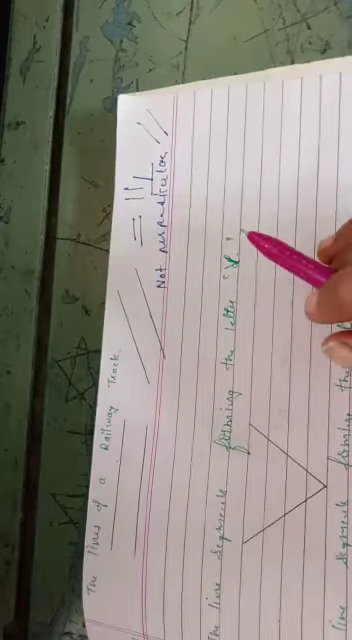 The lines of a Railway Track.
Not perpendicular
The line segments forming the letter 'V'.
line segments forming the